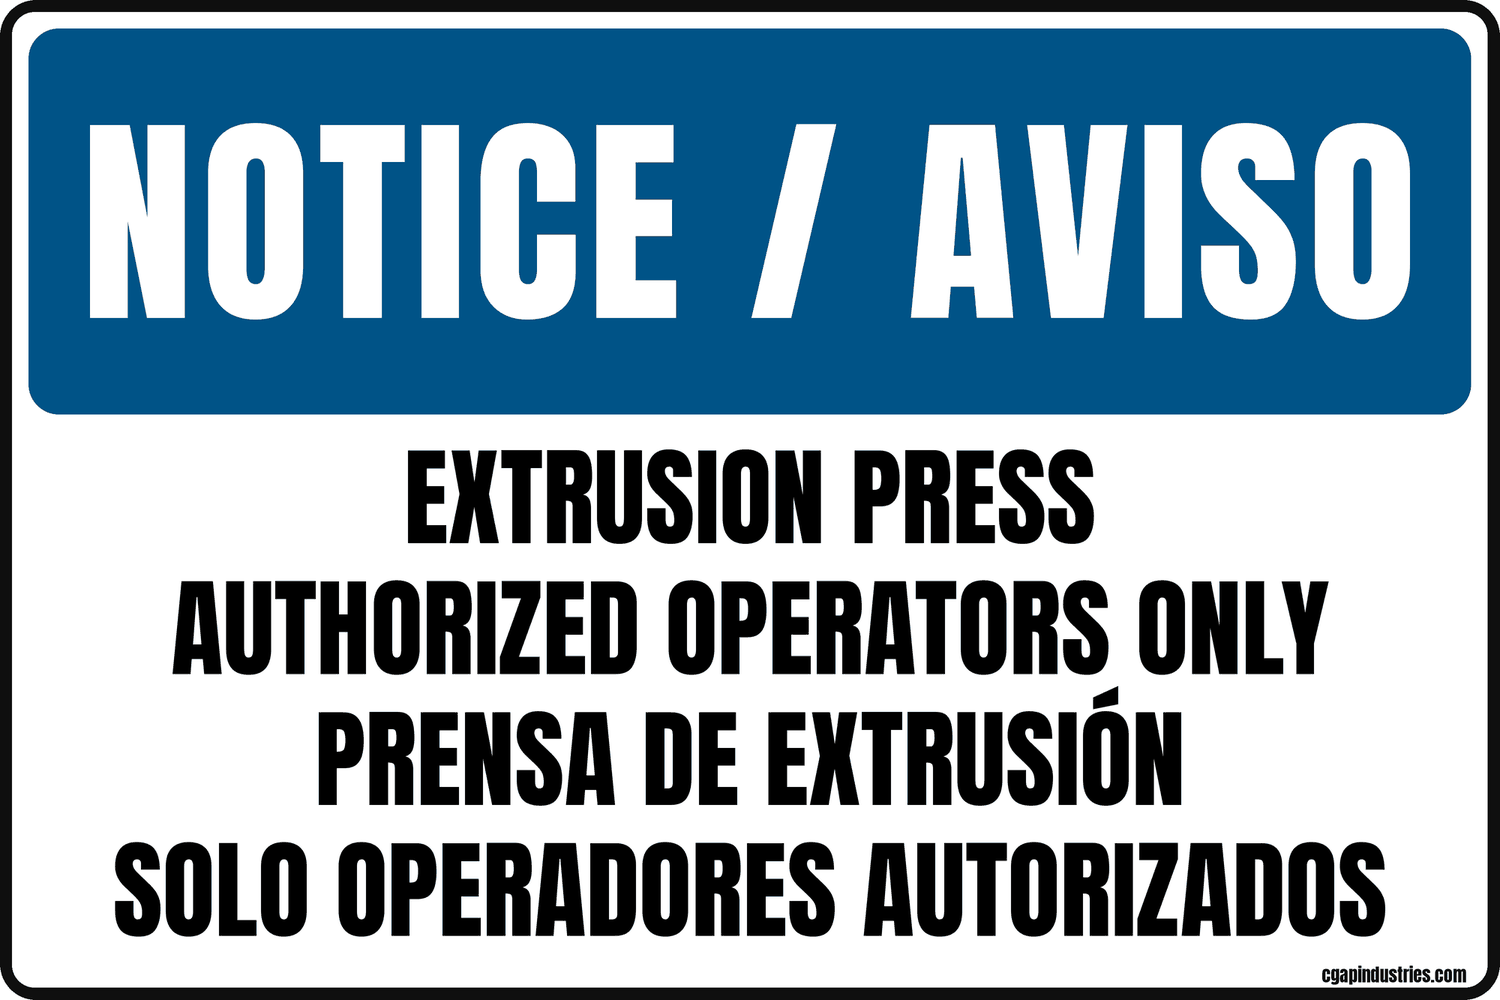 NOTICE / AVISO
EXTRUSION PRESS
AUTHORIZED OPERATORS ONLY
PRENSA DE EXTRUSIÓN
SOLO OPERADORES AUTORIZADOS
cgapindustries.com